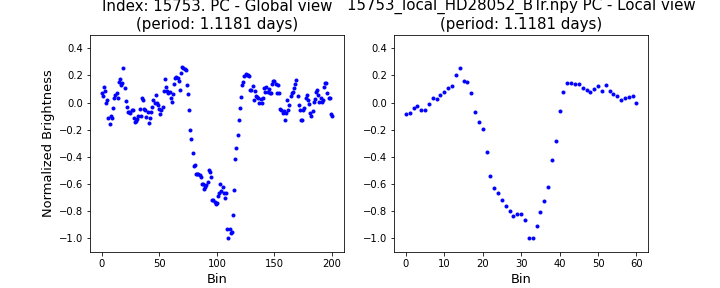 Index: 15753. PC - Global view
(period: 1.1181 days)
15753_local_HD28052_BTr.npy PC - Local view
(period: 1.1181 days)
Normalized Brightness
0.4
0.2
0.0
−0.2
−0.4
−0.6
−0.8
−1.0
0 50 100 150 200
Bin
0.4
0.2
0.0
−0.2
−0.4
−0.6
−0.8
−1.0
0 10 20 30 40 50 60
Bin